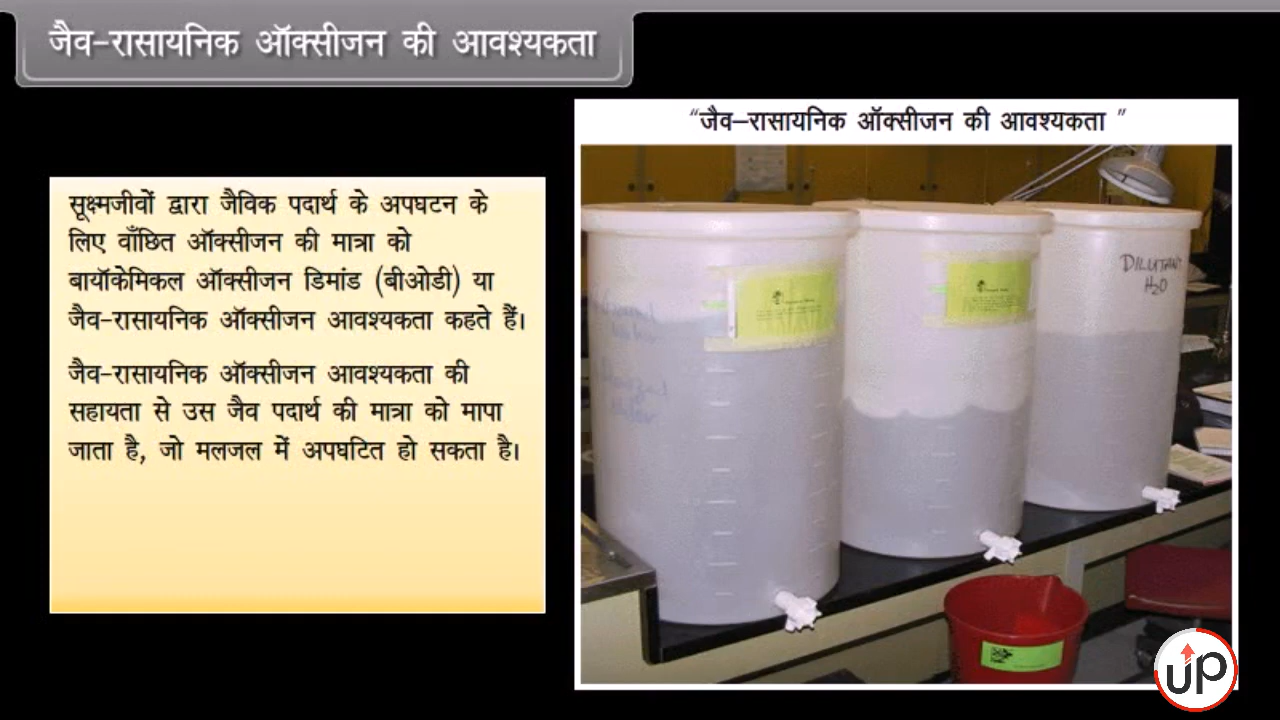 जैव-रासायनिक ऑक्सीजन की आवश्यकता
“जैव-रासायनिक ऑक्सीजन की आवश्यकता ”
सूक्ष्मजीवों द्वारा जैविक पदार्थ के अपघटन के
लिए वाँछित ऑक्सीजन की मात्रा को
बायॉकेमिकल ऑक्सीजन डिमांड (बीओडी) या
जैव-रासायनिक ऑक्सीजन आवश्यकता कहते हैं।
जैव-रासायनिक ऑक्सीजन आवश्यकता की
सहायता से उस जैव पदार्थ की मात्रा को मापा
जाता है, जो मलजल में अपघटित हो सकता है।
DILUTANT
H2O
UP